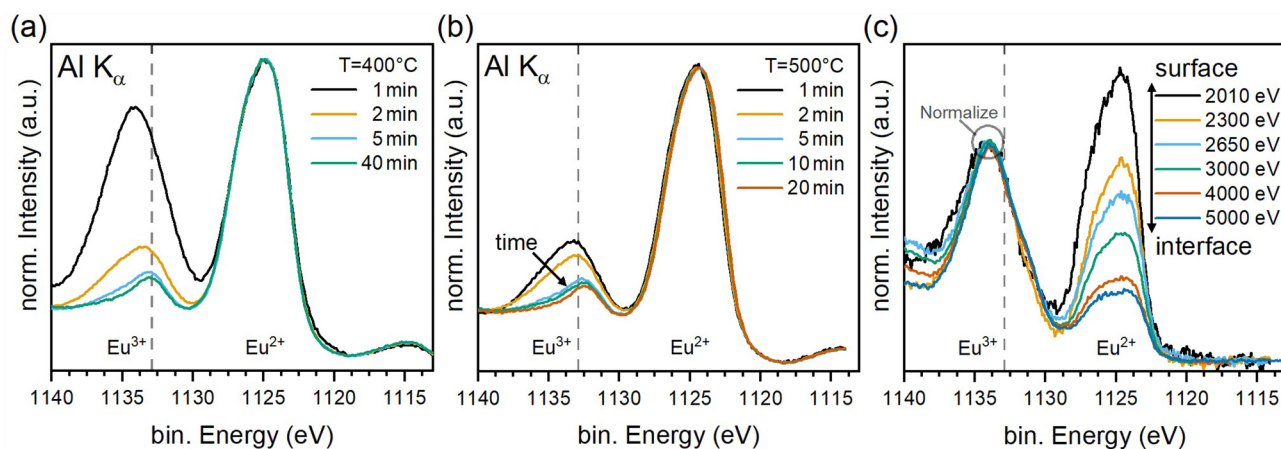 (a)
Al Kα
T=400°C
1 min
2 min
5 min
40 min
Eu³⁺
Eu²⁺
norm. Intensity (a.u.)
1140 1130 1125 1120 1115
bin. Energy (eV)
(b)
Al Kα
T=500°C
1 min
2 min
5 min
10 min
20 min
time
Eu³⁺
Eu²⁺
norm. Intensity (a.u.)
1140 1130 1125 1120 1115
bin. Energy (eV)
(c)
surface
2010 eV
2300 eV
2650 eV
3000 eV
4000 eV
5000 eV
interface
Normalize
Eu³⁺
Eu²⁺
norm. Intensity (a.u.)
1140 1130 1125 1120 1115
bin. Energy (eV)